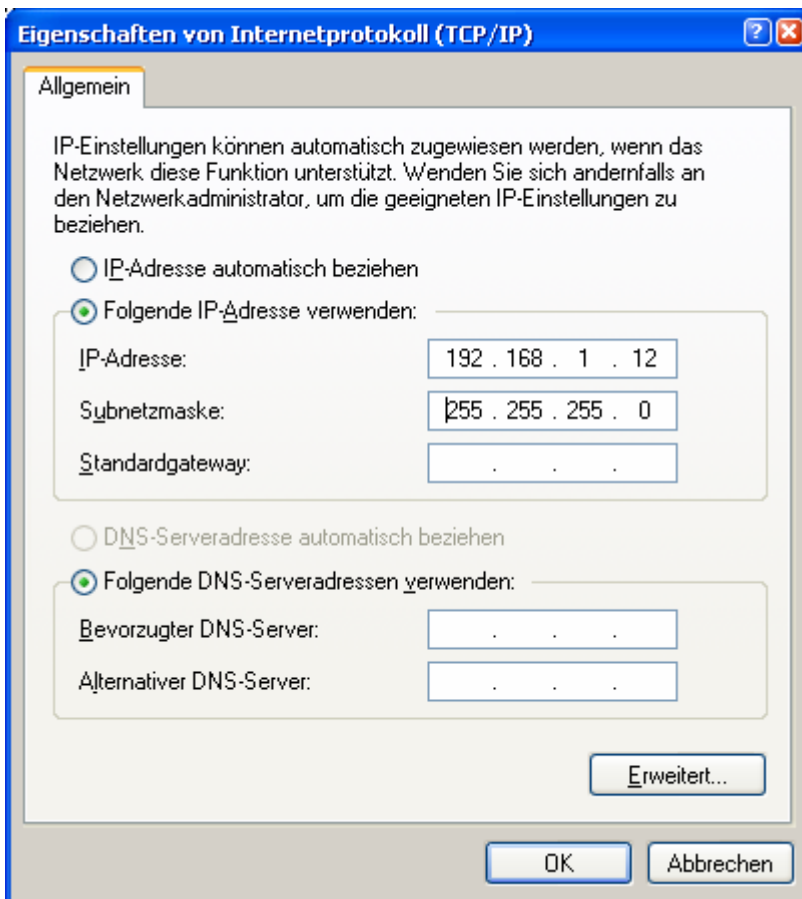 Eigenschaften von Internetprotokoll (TCP/IP)
Allgemein
IP-Einstellungen können automatisch zugewiesen werden, wenn das
Netzwerk diese Funktion unterstützt. Wenden Sie sich andernfalls an
den Netzwerkadministrator, um die geeigneten IP-Einstellungen zu
beziehen.
IP-Adresse automatisch beziehen
Folgende IP-Adresse verwenden:
IP-Adresse: 192 . 168 . 1 . 12
Subnetzmaske: 255 . 255 . 255 . 0
Standardgateway: . . .
DNS-Serveradresse automatisch beziehen
Folgende DNS-Serveradressen verwenden:
Bevorzugter DNS-Server: . . .
Alternativer DNS-Server: . . .
Erweitert...
OK Abbrechen